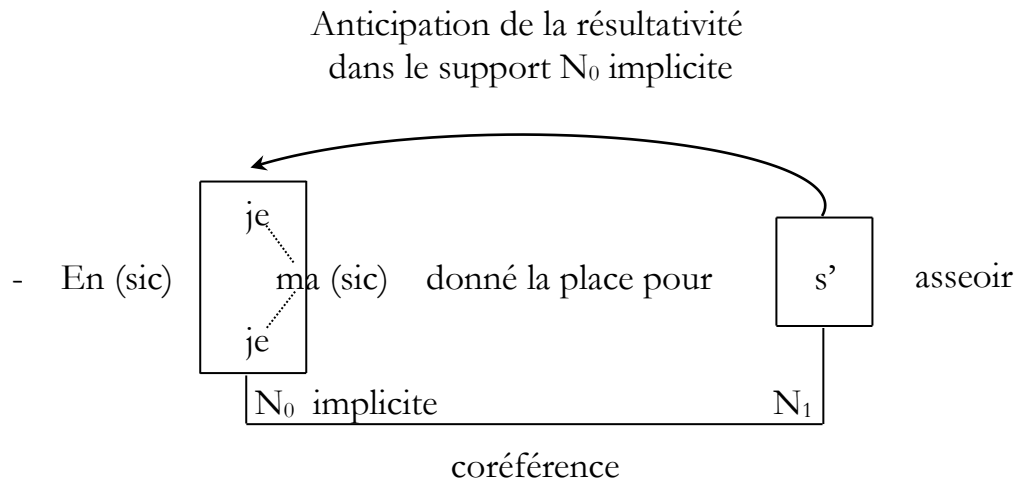 Anticipation de la résultativité
dans le support N₀ implicite
je
- En (sic) ma (sic) donné la place pour s’ asseoir
je
N₀ implicite N₁
coréférence